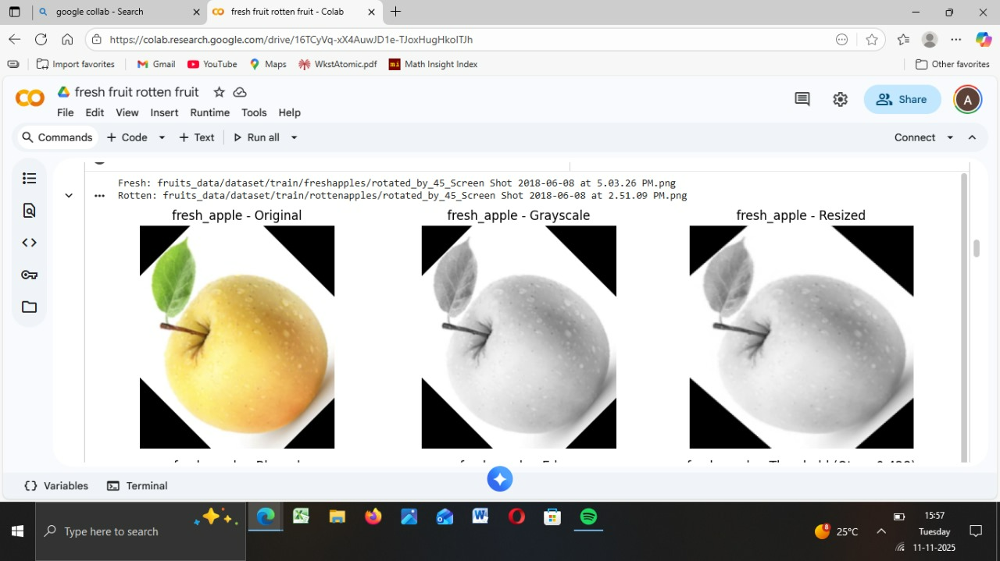 google collab - Search
fresh fruit rotten fruit - Colab
https://colab.research.google.com/drive/16TCyVq-xX4AuwJD1e-TJoxHugHkoITJh
Import favorites
Gmail
YouTube
Maps
WkstAtomic.pdf
Math Insight Index
Other favorites
CO
fresh fruit rotten fruit
File Edit View Insert Runtime Tools Help
Share
A
Commands + Code + Text Run all
Connect
Fresh: fruits_data/dataset/train/freshapples/rotated_by_45_Screen Shot 2018-06-08 at 5.03.26 PM.png
Rotten: fruits_data/dataset/train/rottenapples/rotated_by_45_Screen Shot 2018-06-08 at 2.51.09 PM.png
fresh_apple - Original
fresh_apple - Grayscale
fresh_apple - Resized
{} Variables
Terminal
Type here to search
8
25°C
15:57
Tuesday
11-11-2025